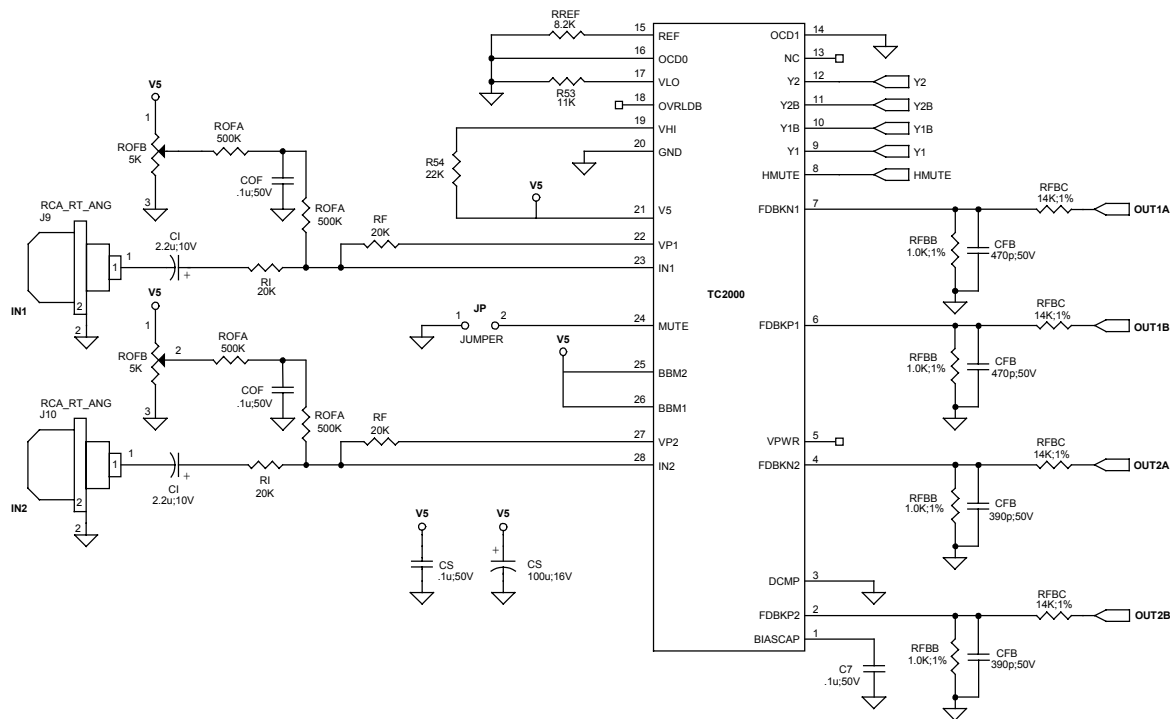 RREF
8.2K
15
REF
16
OCD0
17
VLO
R53
11K
18
OVRLDB
19
VHI
20
GND
R54
22K
V5
21
V5
RF
20K
22
VP1
23
IN1
TC2000
V5
1
ROFB
5K
3
ROFA
500K
COF
.1u;50V
ROFA
500K
RCA_RT_ANG
J9
CI
2.2u;10V
+
1
1
RI
20K
2
2
IN1
V5
1
ROFB
5K
2
3
ROFA
500K
COF
.1u;50V
ROFA
500K
JP
1
2
JUMPER
24
MUTE
V5
25
BBM2
26
BBM1
RF
20K
27
VP2
28
IN2
RCA_RT_ANG
J10
1
1
CI
2.2u;10V
+
RI
20K
2
2
IN2
V5
CS
.1u;50V
V5
+
CS
100u;16V
OCD1
14
NC
13
Y2
12
Y2
Y2B
11
Y2B
Y1B
10
Y1B
Y1
9
Y1
HMUTE
8
HMUTE
FDBKN1
7
RFBC
14K;1%
OUT1A
RFBB
1.0K;1%
CFB
470p;50V
FDBKP1
6
RFBC
14K;1%
OUT1B
RFBB
1.0K;1%
CFB
470p;50V
VPWR
5
FDBKN2
4
RFBC
14K;1%
OUT2A
RFBB
1.0K;1%
CFB
390p;50V
DCMP
3
FDBKP2
2
RFBC
14K;1%
OUT2B
RFBB
1.0K;1%
CFB
390p;50V
BIASCAP
1
C7
.1u;50V